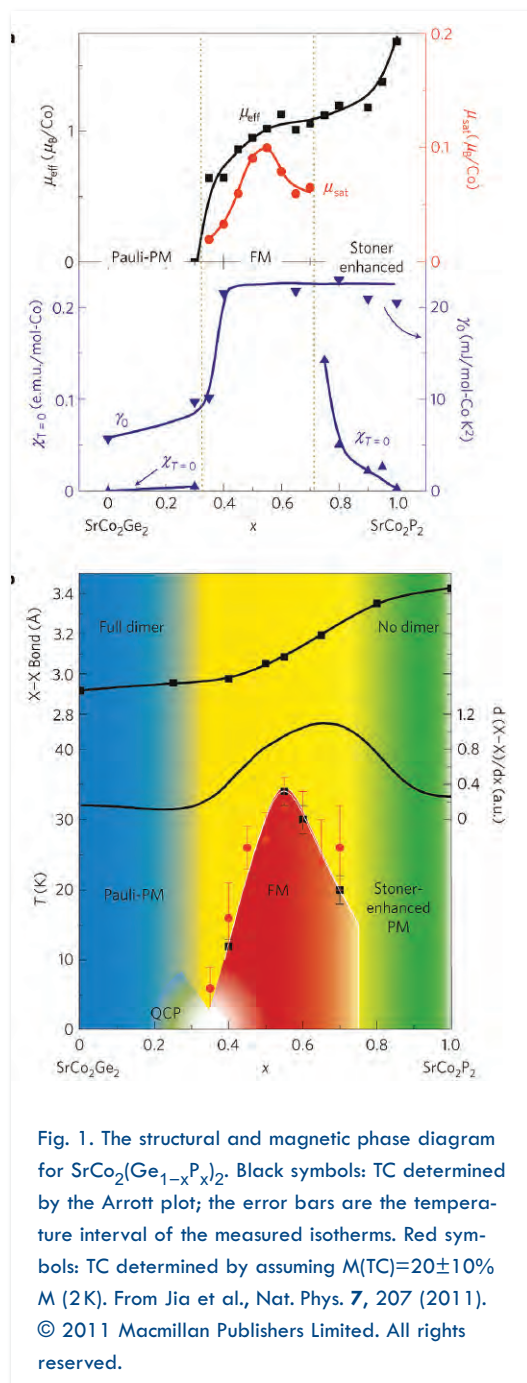 a
0.2
μeff
1
μeff (μB/Co)
0.1
μsat (μB/Co)
μsat
Pauli-PM
FM
Stoner
enhanced
0
0
0.2
20
χT=0 (e.m.u./mol-Co)
γ0 (mJ/mol-Co K²)
0.1
10
γ0
χT=0
χT=0
0
0
0 0.2 0.4 0.6 0.8 1.0
SrCo2Ge2 x SrCo2P2
3.4
Full dimer No dimer
X–X Bond (Å)
3.2
3.0
2.8
1.2
40
0.8
d(X–X)/dx (a.u.)
0.4
30
0
T (K)
20
Pauli-PM
FM
Stoner-
enhanced
PM
10
QCP
0
0 0.2 0.4 0.6 0.8 1.0
SrCo2Ge2 x SrCo2P2
Fig. 1. The structural and magnetic phase diagram
for SrCo2(Ge1–xPx)2. Black symbols: TC determined
by the Arrott plot; the error bars are the tempera-
ture interval of the measured isotherms. Red sym-
bols: TC determined by assuming M(TC)=20±10%
M (2K). From Jia et al., Nat. Phys. 7, 207 (2011).
© 2011 Macmillan Publishers Limited. All rights
reserved.